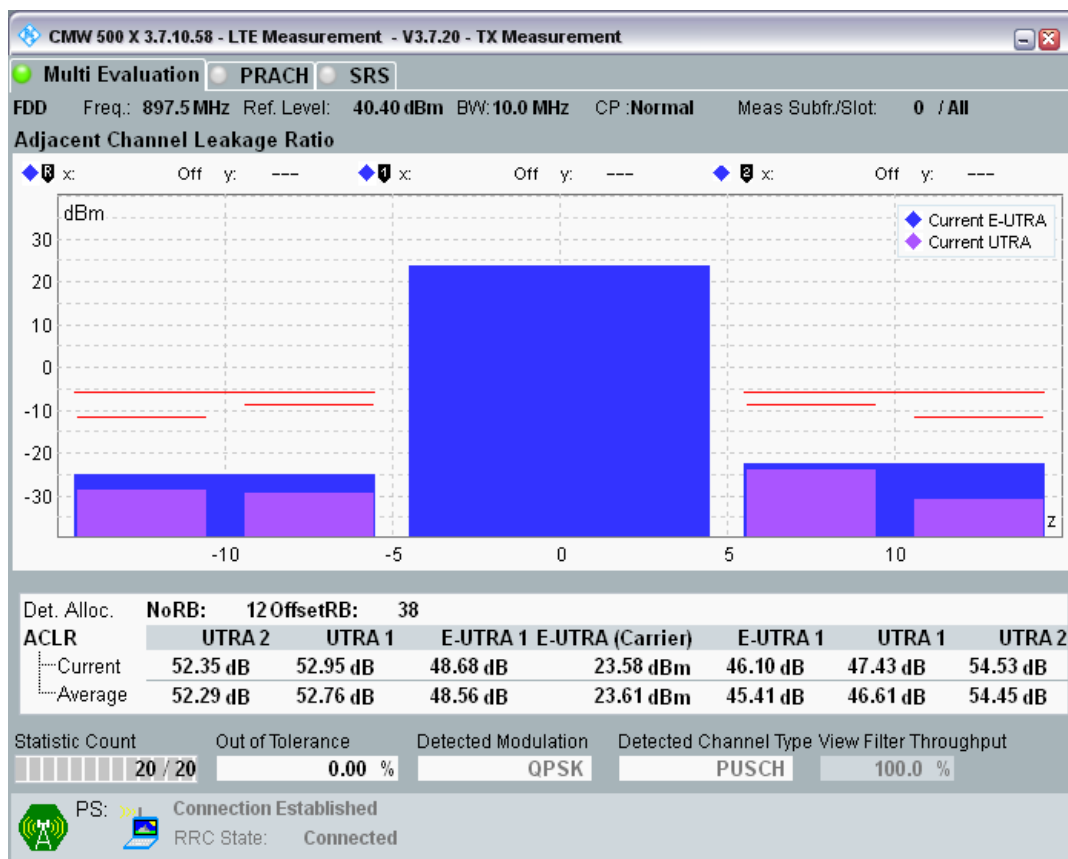 CMW 500 X 3.7.10.58 - LTE Measurement - V3.7.20 - TX Measurement
Multi Evaluation PRACH SRS
FDD Freq.: 897.5 MHz Ref. Level: 40.40 dBm BW: 10.0 MHz CP :Normal Meas Subfr./Slot: 0 / All
Adjacent Channel Leakage Ratio
R x: Off y: --- 1 x: Off y: --- 2 x: Off y: ---
dBm
Current E-UTRA
Current UTRA
30
20
10
0
-10
-20
-30
z
-10 -5 0 5 10
Det. Alloc. NoRB: 12 OffsetRB: 38
ACLR UTRA 2 UTRA 1 E-UTRA 1 E-UTRA (Carrier) E-UTRA 1 UTRA 1 UTRA 2
Current 52.35 dB 52.95 dB 48.68 dB 23.58 dBm 46.10 dB 47.43 dB 54.53 dB
Average 52.29 dB 52.76 dB 48.56 dB 23.61 dBm 45.41 dB 46.61 dB 54.45 dB
Statistic Count Out of Tolerance Detected Modulation Detected Channel Type View Filter Throughput
20 / 20 0.00 % QPSK PUSCH 100.0 %
PS: Connection Established
RRC State: Connected